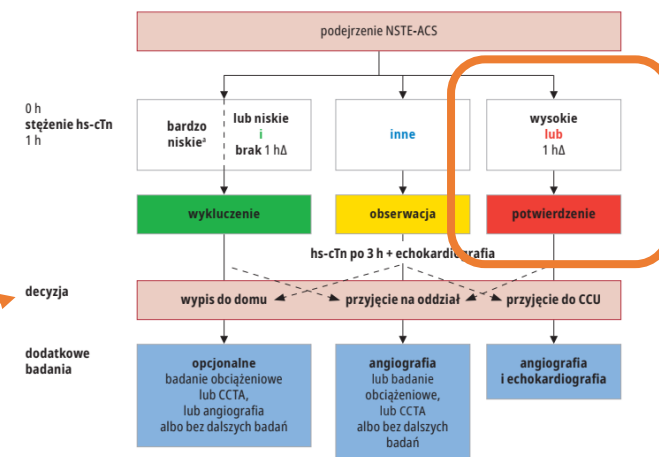 podejrzenie NSTE-ACS
0 h
stężenie hs-cTn
1 h
bardzo
niskieᵃ
lub niskie
i
brak 1 hΔ
inne
wysokie
lub
1 hΔ
wykluczenie
obserwacja
potwierdzenie
hs-cTn po 3 h + echokardiografia
decyzja
wypis do domu
przyjęcie na oddział
przyjęcie do CCU
dodatkowe
badania
opcjonalne
badanie obciążeniowe
lub CCTA,
lub angiografia
albo bez dalszych badań
angiografia
lub badanie
obciążeniowe,
lub CCTA
albo bez dalszych
badań
angiografia
i echokardiografia